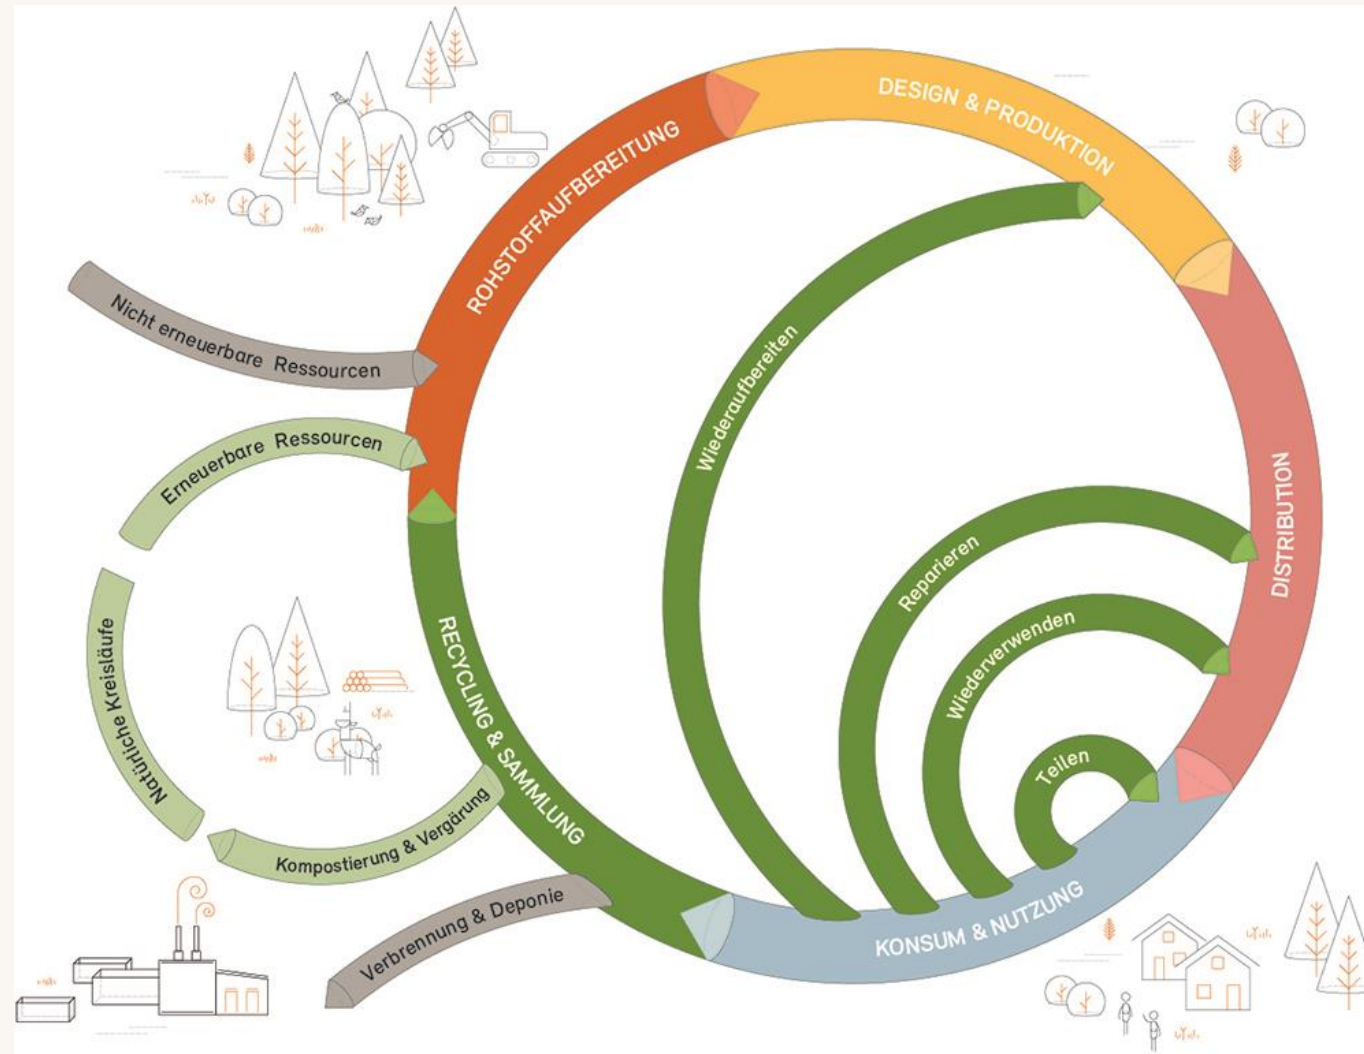 DESIGN & PRODUKTION
ROHSTOFFAUFBEREITUNG
Nicht erneuerbare Ressourcen
Wiederaufbereiten
Erneuerbare Ressourcen
DISTRIBUTION
Reparieren
Wiederverwenden
Natürliche Kreisläufe
RECYCLING & SAMMLUNG
Teilen
Kompostierung & Vergärung
Verbrennung & Deponie
KONSUM & NUTZUNG